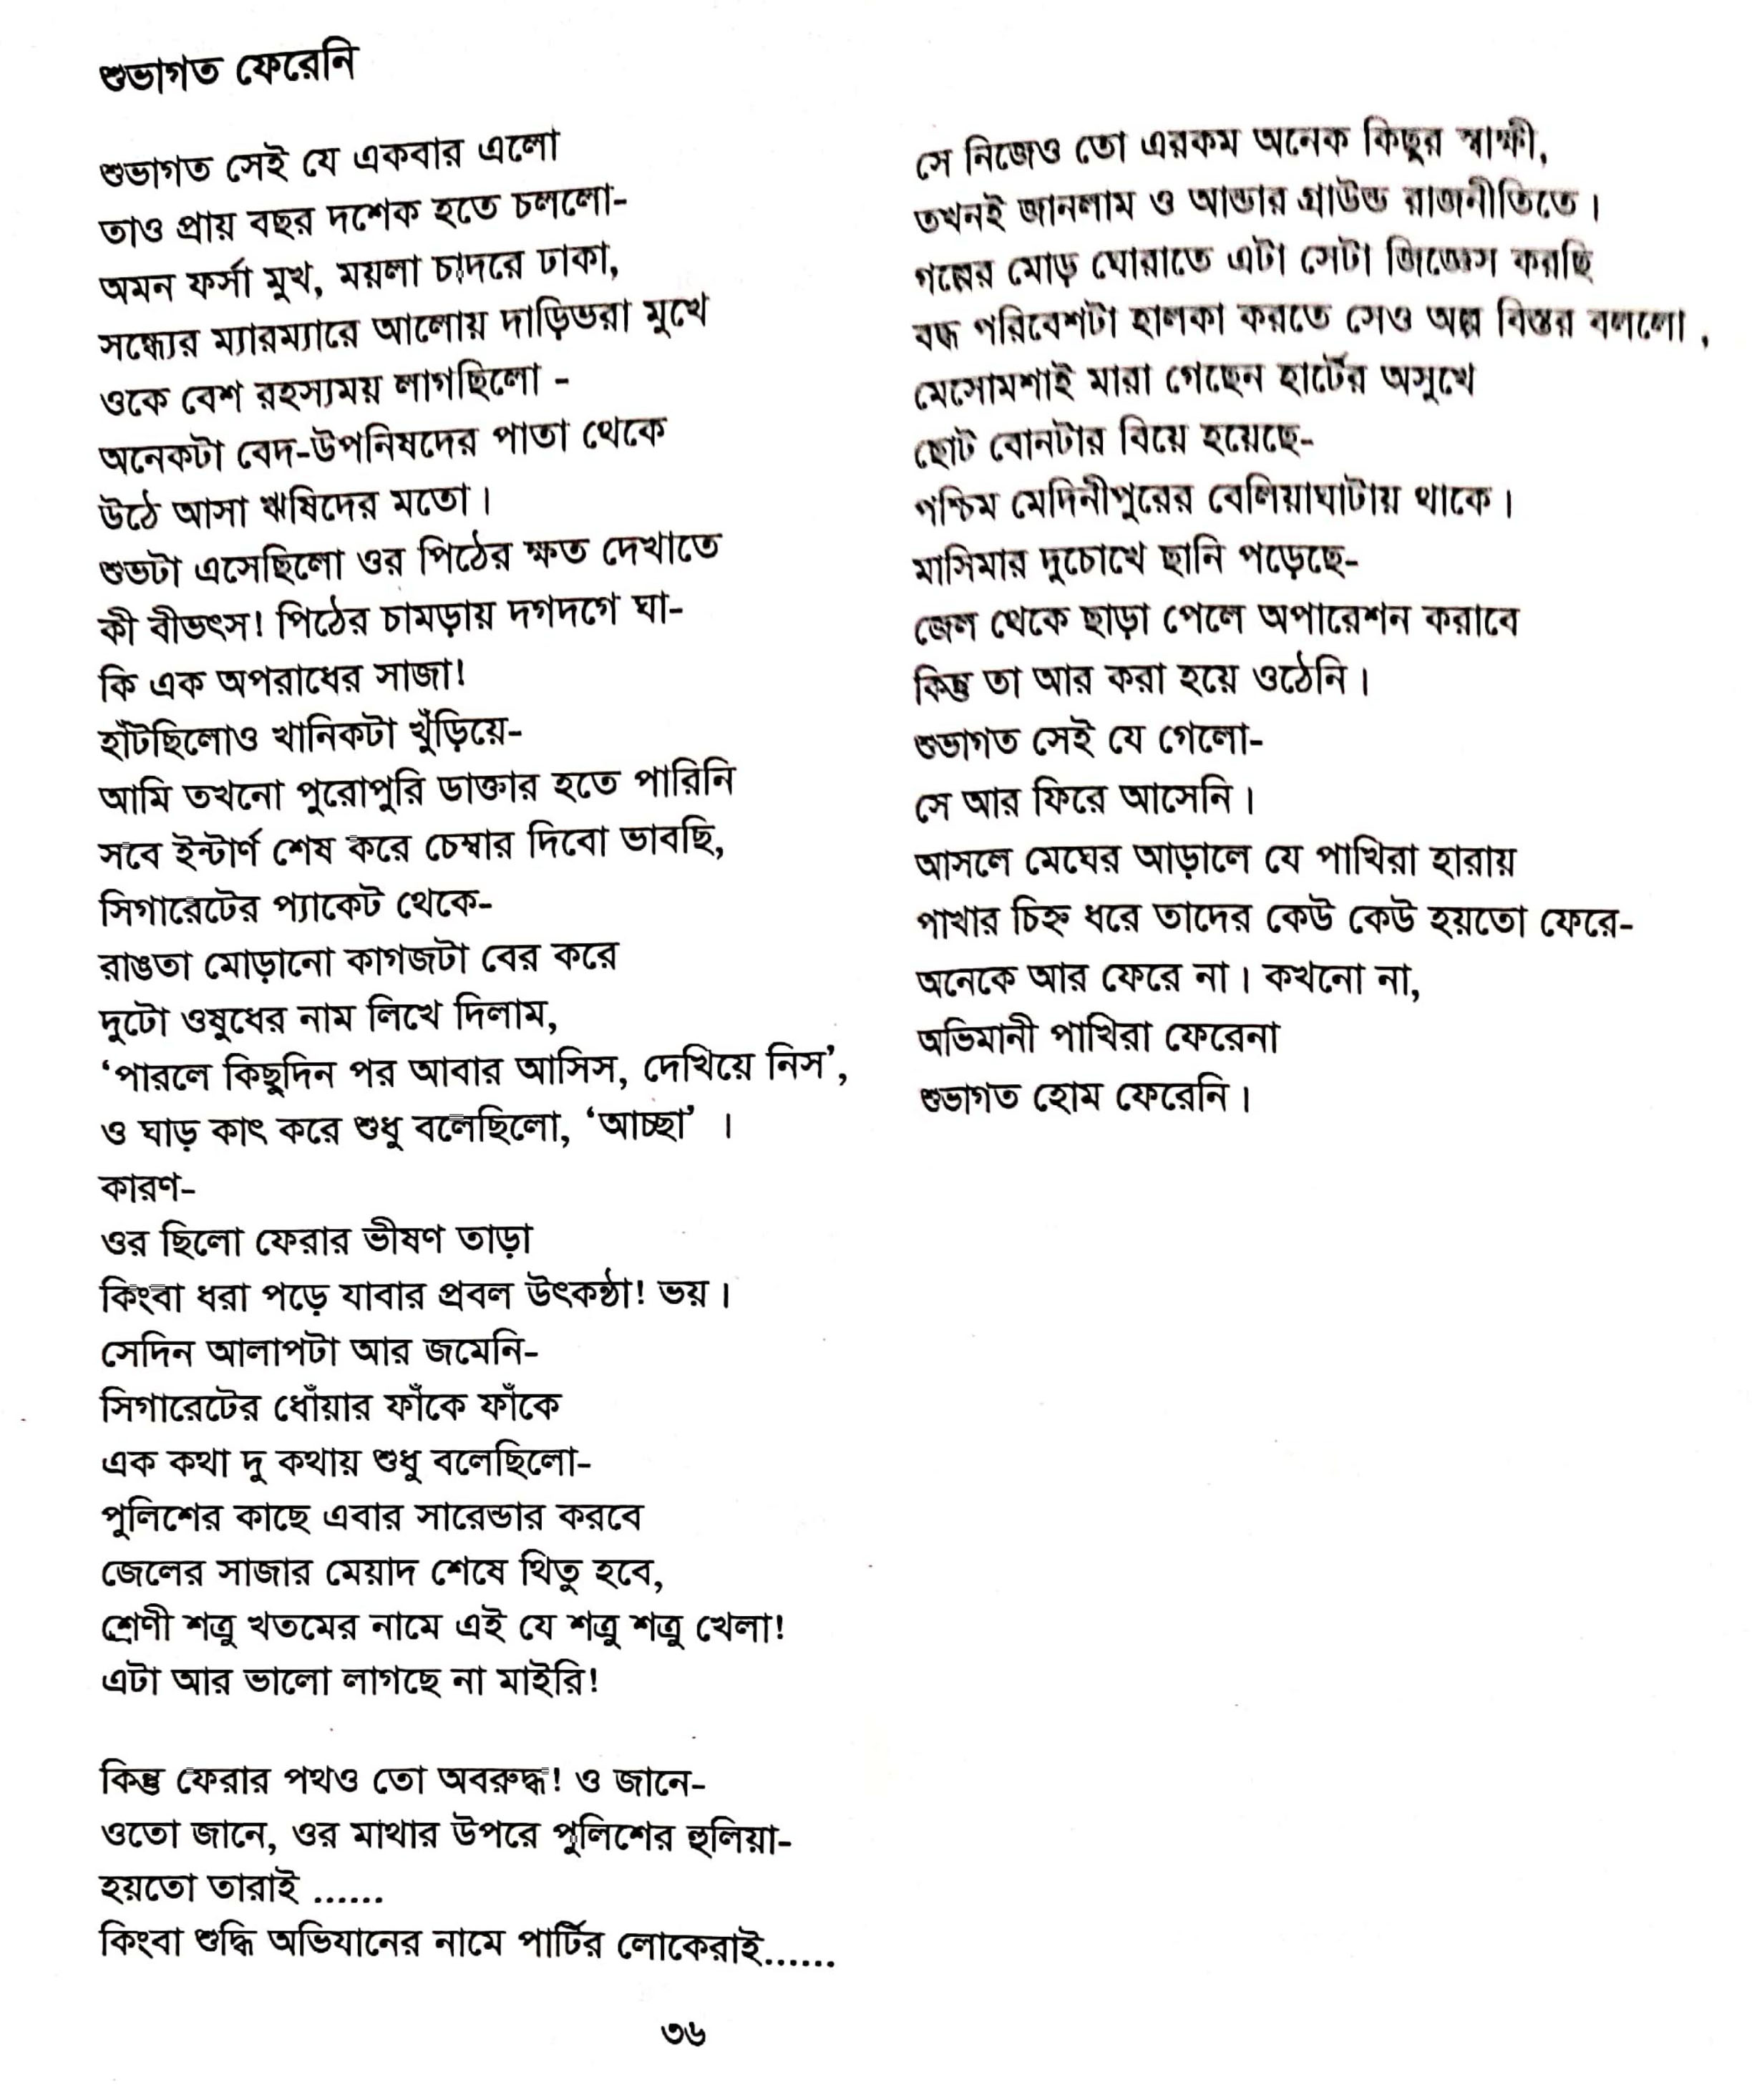 শুভাগত ফেরেনি
শুভাগত সেই যে একবার এলো
তাও প্রায় বছর দশেক হতে চললো-
অমন ফর্সা মুখ, ময়লা চাদরে ঢাকা,
সন্ধ্যের ম্যারম্যারে আলোয় দাড়িভরা মুখে
ওকে বেশ রহস্যময় লাগছিলো -
অনেকটা বেদ-উপনিষদের পাতা থেকে
উঠে আসা ঋষিদের মতো।
শুভটা এসেছিলো ওর পিঠের ক্ষত দেখাতে
কী বীভৎস! পিঠের চামড়ায় দগদগে ঘা-
কি এক অপরাধের সাজা!
হাঁটছিলোও খানিকটা খুঁড়িয়ে-
আমি তখনো পুরোপুরি ডাক্তার হতে পারিনি
সবে ইন্টার্ণ শেষ করে চেম্বার দিবো ভাবছি,
সিগারেটের প্যাকেট থেকে-
রাঙতা মোড়ানো কাগজটা বের করে
দুটো ওষুধের নাম লিখে দিলাম,
‘পারলে কিছুদিন পর আবার আসিস, দেখিয়ে নিস’,
ও ঘাড় কাৎ করে শুধু বলেছিলো, ‘আচ্ছা’ ।
কারণ-
ওর ছিলো ফেরার ভীষণ তাড়া
কিংবা ধরা পড়ে যাবার প্রবল উৎকন্ঠা! ভয়।
সেদিন আলাপটা আর জমেনি-
সিগারেটের ধোঁয়ার ফাঁকে ফাঁকে
এক কথা দু কথায় শুধু বলেছিলো-
পুলিশের কাছে এবার সারেন্ডার করবে
জেলের সাজার মেয়াদ শেষে থিতু হবে,
শ্রেণী শত্রু খতমের নামে এই যে শত্রু শত্রু খেলা!
এটা আর ভালো লাগছে না মাইরি!
কিন্তু ফেরার পথও তো অবরুদ্ধ! ও জানে-
ওতো জানে, ওর মাথার উপরে পুলিশের হুলিয়া-
হয়তো তারাই ......
কিংবা শুদ্ধি অভিযানের নামে পার্টির লোকেরাই......
সে নিজেও তো এরকম অনেক কিছুর স্বাক্ষী,
তখনই জানলাম ও আন্ডার গ্রাউন্ড রাজনীতিতে।
গল্পের মোড় ঘোরাতে এটা সেটা জিজ্ঞেস করছি
বদ্ধ পরিবেশটা হালকা করতে সেও অল্প বিস্তর বললো ,
মেসোমশাই মারা গেছেন হার্টের অসুখে
ছোট বোনটার বিয়ে হয়েছে-
পশ্চিম মেদিনীপুরের বেলিয়াঘাটায় থাকে।
মাসিমার দুচোখে ছানি পড়েছে-
জেল থেকে ছাড়া পেলে অপারেশন করাবে
কিন্তু তা আর করা হয়ে ওঠেনি।
শুভাগত সেই যে গেলো-
সে আর ফিরে আসেনি।
আসলে মেঘের আড়ালে যে পাখিরা হারায়
পাখার চিহ্ন ধরে তাদের কেউ কেউ হয়তো ফেরে-
অনেকে আর ফেরে না। কখনো না,
অভিমানী পাখিরা ফেরেনা
শুভাগত হোম ফেরেনি।
৩৬